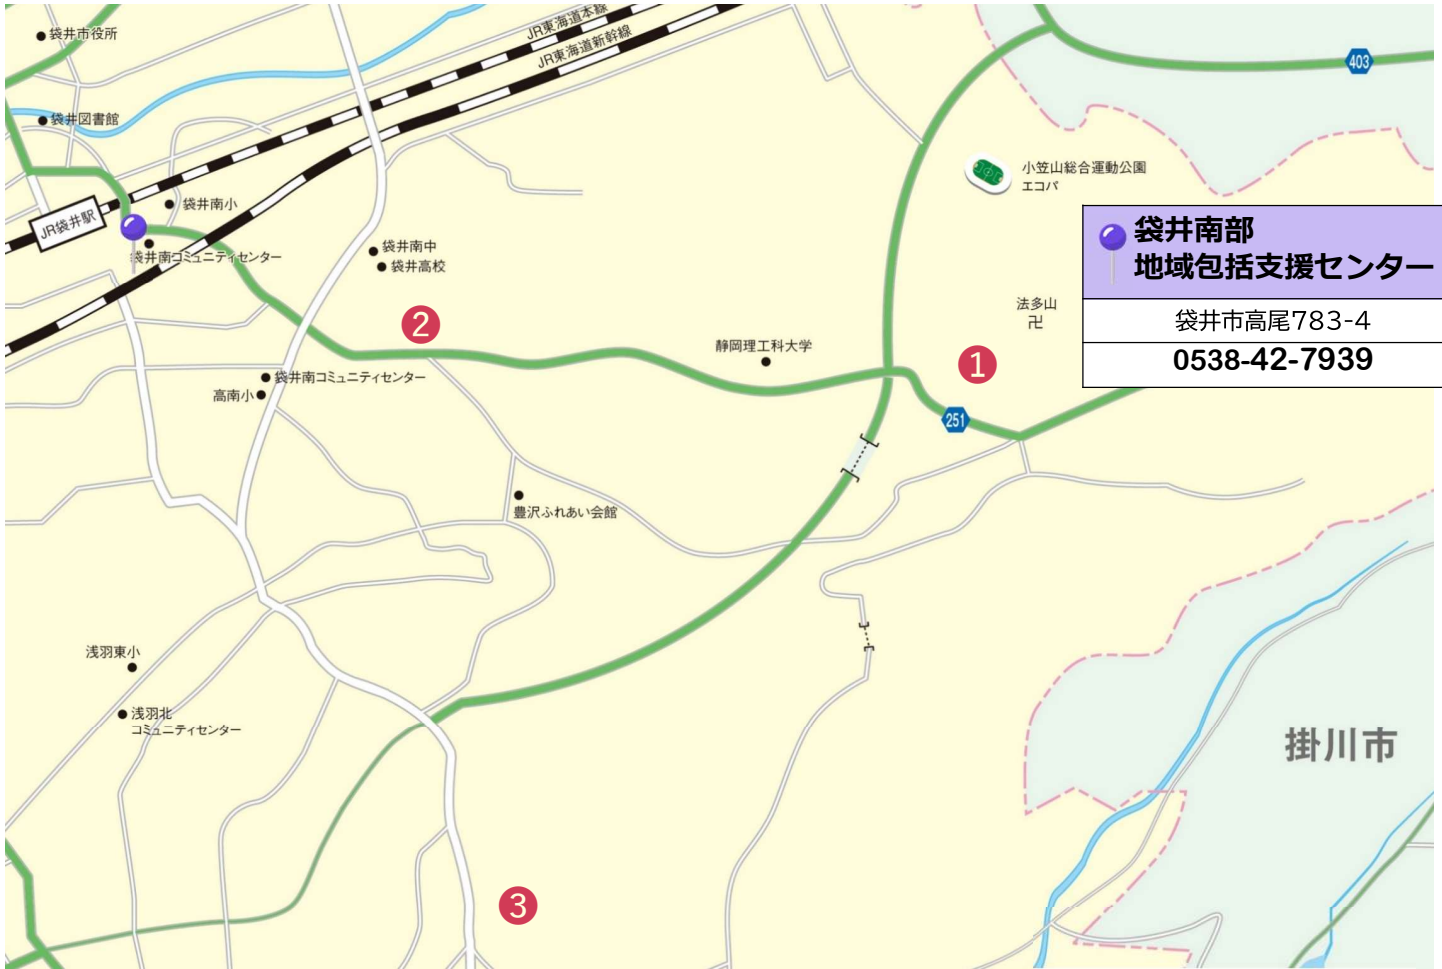 袋井市役所
JR東海道本線
JR東海道新幹線
403
袋井図書館
小笠山総合運動公園
エコパ
袋井南小
JR袋井駅
袋井南コミュニティセンター
袋井南中
袋井高校
袋井南部
地域包括支援センター
袋井市高尾783-4
0538-42-7939
法多山
卍
2
静岡理工科大学
1
袋井南コミュニティセンター
高南小
251
豊沢ふれあい会館
浅羽東小
浅羽北
コミュニティセンター
掛川市
3